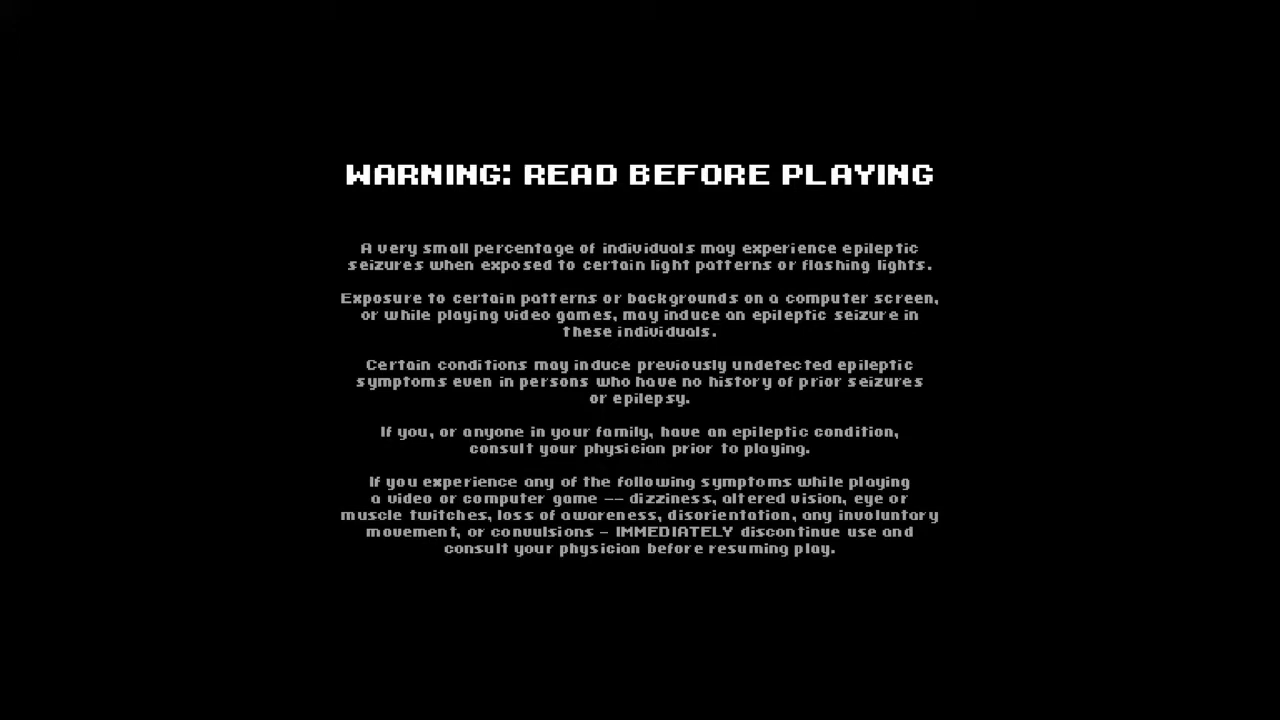 WARNING: READ BEFORE PLAYING
A very small percentage of individuals may experience epileptic
seizures when exposed to certain light patterns or flashing lights.
Exposure to certain patterns or backgrounds on a computer screen,
or while playing video games, may induce an epileptic seizure in
these individuals.
Certain conditions may induce previously undetected epileptic
symptoms even in persons who have no history of prior seizures
or epilepsy.
If you, or anyone in your family, have an epileptic condition,
consult your physician prior to playing.
If you experience any of the following symptoms while playing
a video or computer game -- dizziness, altered vision, eye or
muscle twitches, loss of awareness, disorientation, any involuntary
movement, or convulsions - IMMEDIATELY discontinue use and
consult your physician before resuming play.